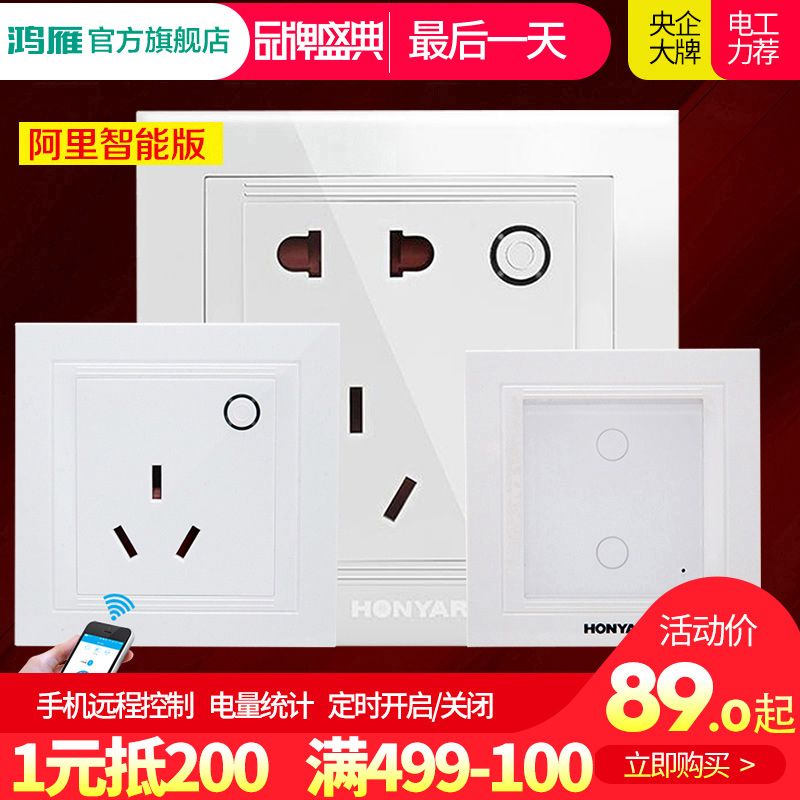 鸿雁官方旗舰店
品牌盛典
最后一天
央企
大牌
电工
力荐
阿里智能版
HONYAR
HONYA
活动价
89.0起
手机远程控制 电量统计 定时开启/关闭
1元抵200 满499-100
立即购买 >